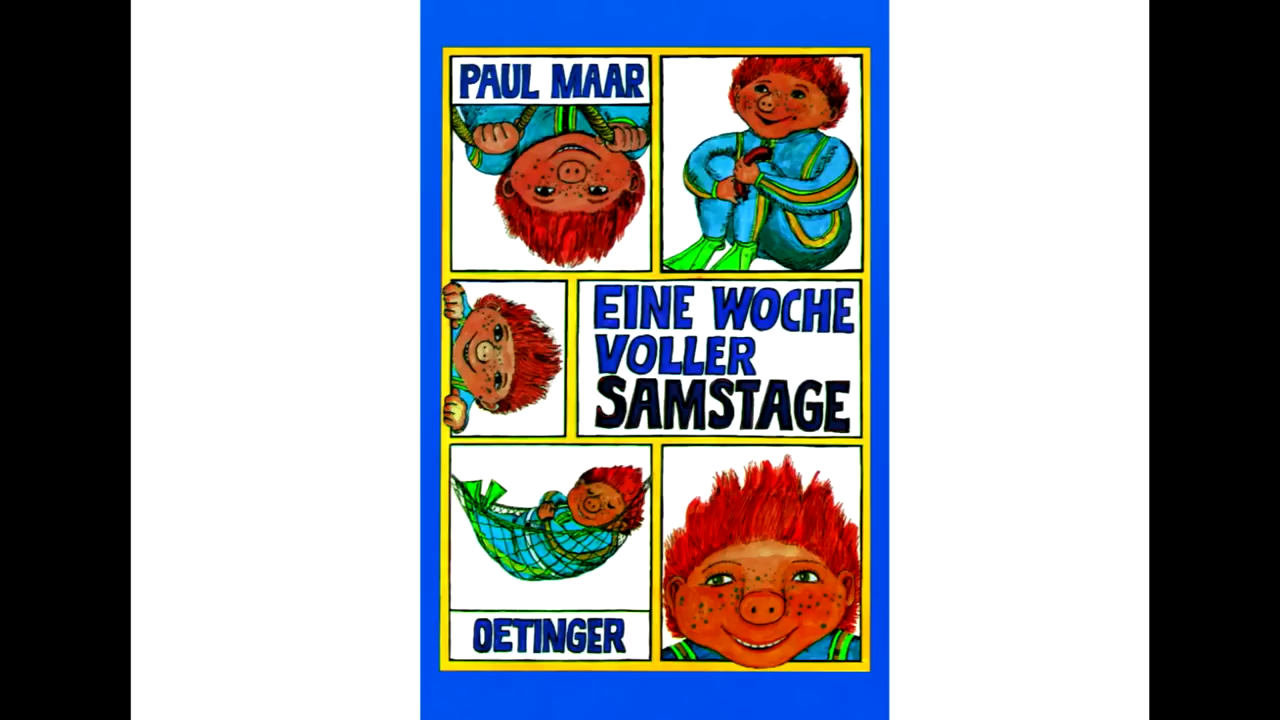 PAUL MAAR
EINE WOCHE
VOLLER
SAMSTAGE
OETINGER